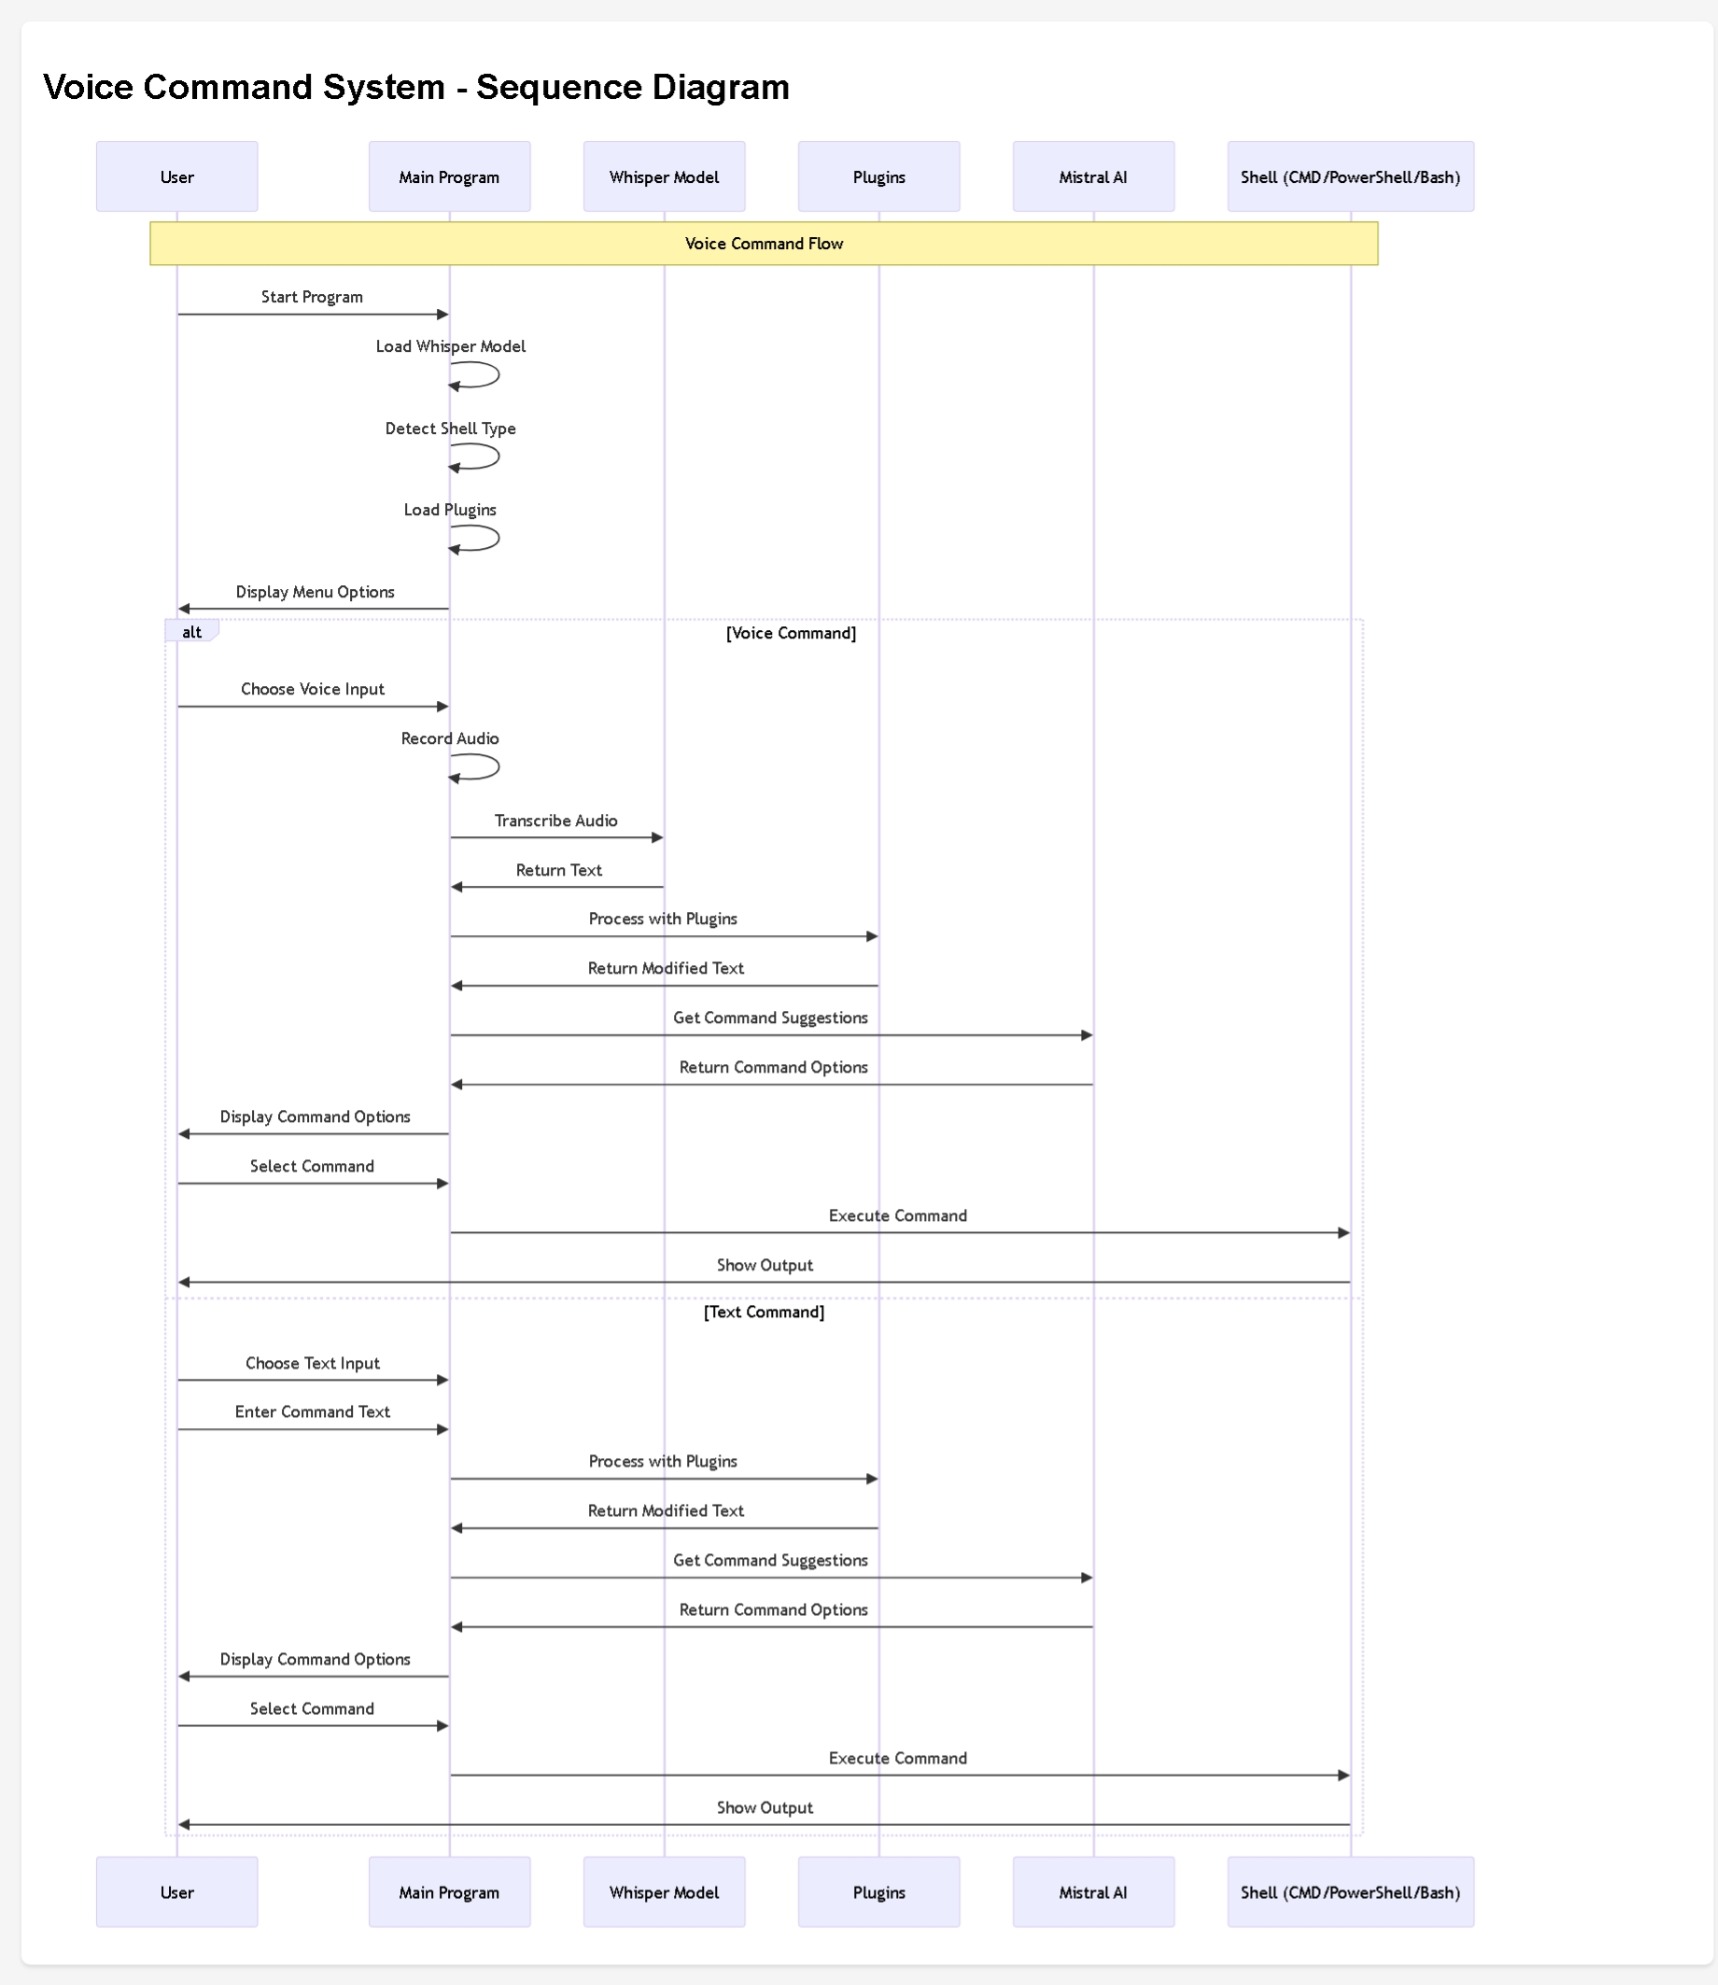 Voice Command System - Sequence Diagram
User
Main Program
Whisper Model
Plugins
Mistral AI
Shell (CMD/PowerShell/Bash)
Voice Command Flow
Start Program
Load Whisper Model
Detect Shell Type
Load Plugins
Display Menu Options
alt
[Voice Command]
Choose Voice Input
Record Audio
Transcribe Audio
Return Text
Process with Plugins
Return Modified Text
Get Command Suggestions
Return Command Options
Display Command Options
Select Command
Execute Command
Show Output
[Text Command]
Choose Text Input
Enter Command Text
Process with Plugins
Return Modified Text
Get Command Suggestions
Return Command Options
Display Command Options
Select Command
Execute Command
Show Output
User
Main Program
Whisper Model
Plugins
Mistral AI
Shell (CMD/PowerShell/Bash)